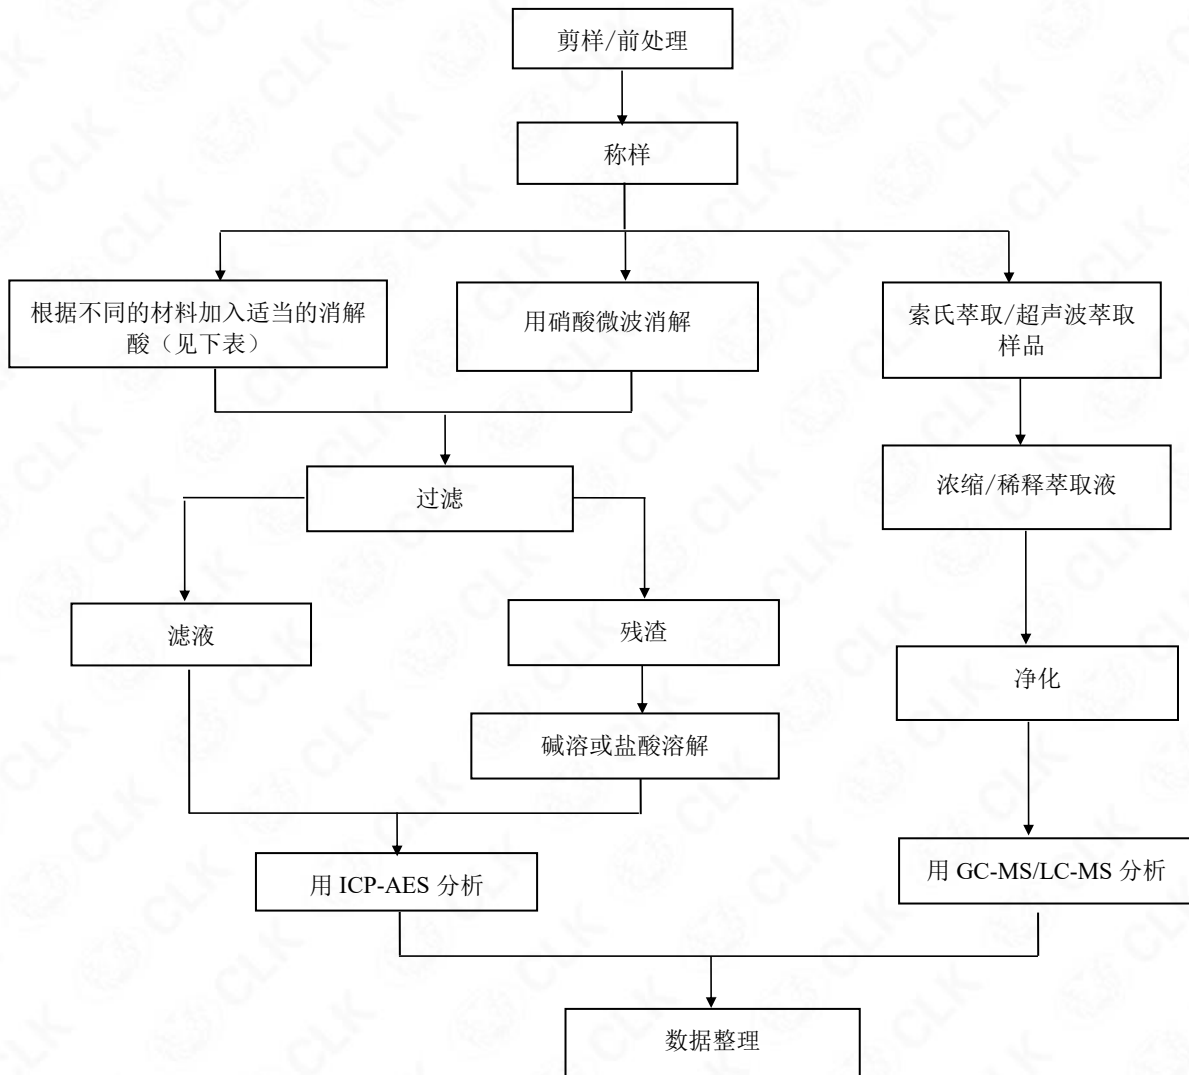 剪样/前处理
称样
根据不同的材料加入适当的消解
酸（见下表）
用硝酸微波消解
索氏萃取/超声波萃取
样品
过滤
浓缩/稀释萃取液
滤液
残渣
净化
碱溶或盐酸溶解
用 ICP-AES 分析
用 GC-MS/LC-MS 分析
数据整理
CLK